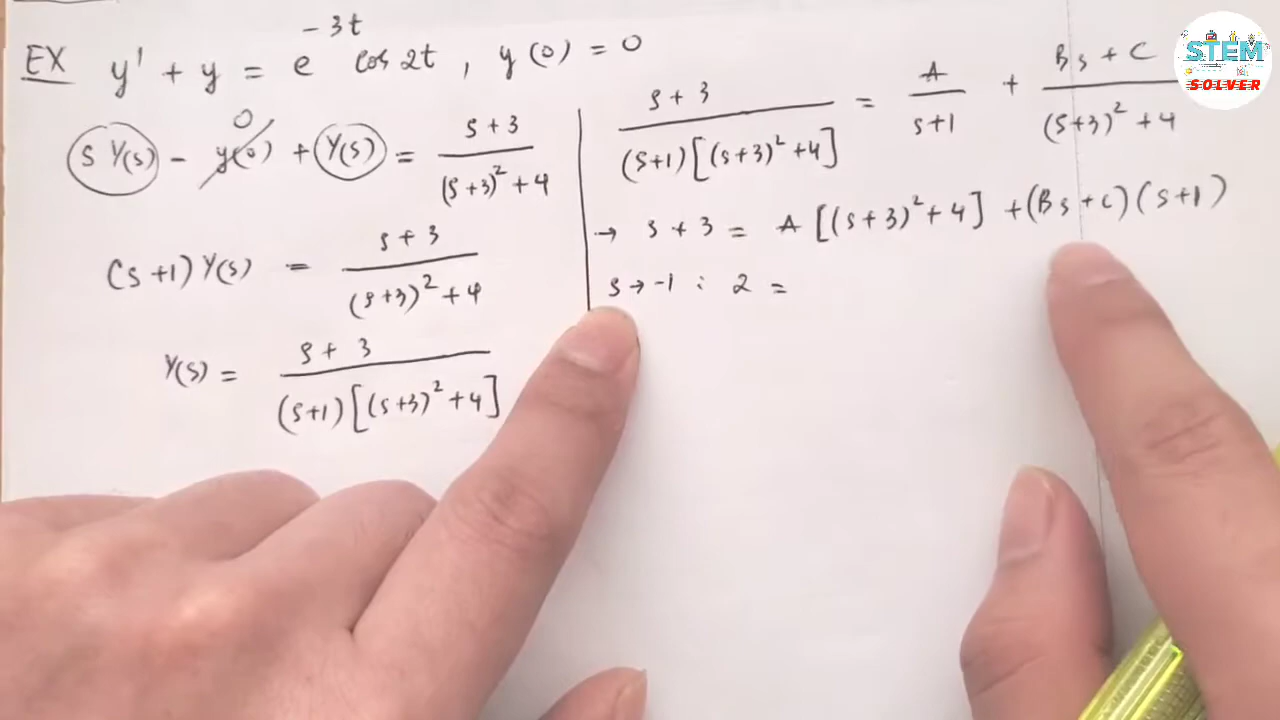 EX y' + y = e^{-3t} cos 2t , y(0) = 0
s Y(s) - y(0) 0 + Y(s) = (s+3) / ((s+3)^2 + 4)
(s+1) Y(s) = (s+3) / ((s+3)^2 + 4)
Y(s) = (s+3) / ((s+1)[(s+3)^2 + 4])
(s+3) / ((s+1)[(s+3)^2 + 4]) = A / (s+1) + (Bs + C) / ((s+3)^2 + 4)
→ s + 3 = A [(s+3)^2 + 4] + (Bs + C)(s+1)
s → -1 : 2 =
STEM
SOLVER